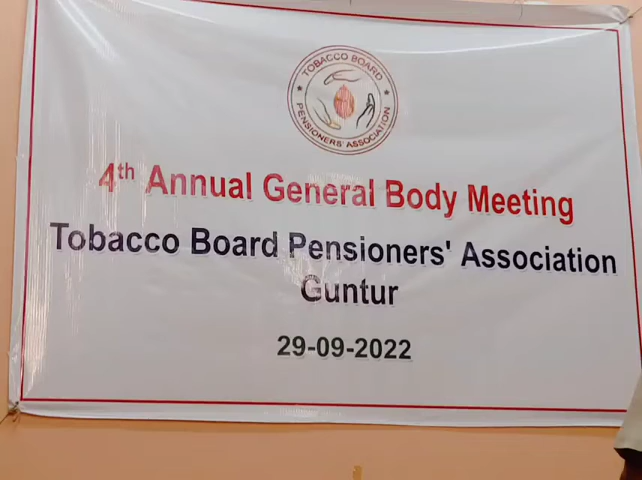 TOBACCO BOARD
PENSIONERS' ASSOCIATION
4th Annual General Body Meeting
Tobacco Board Pensioners' Association
Guntur
29-09-2022